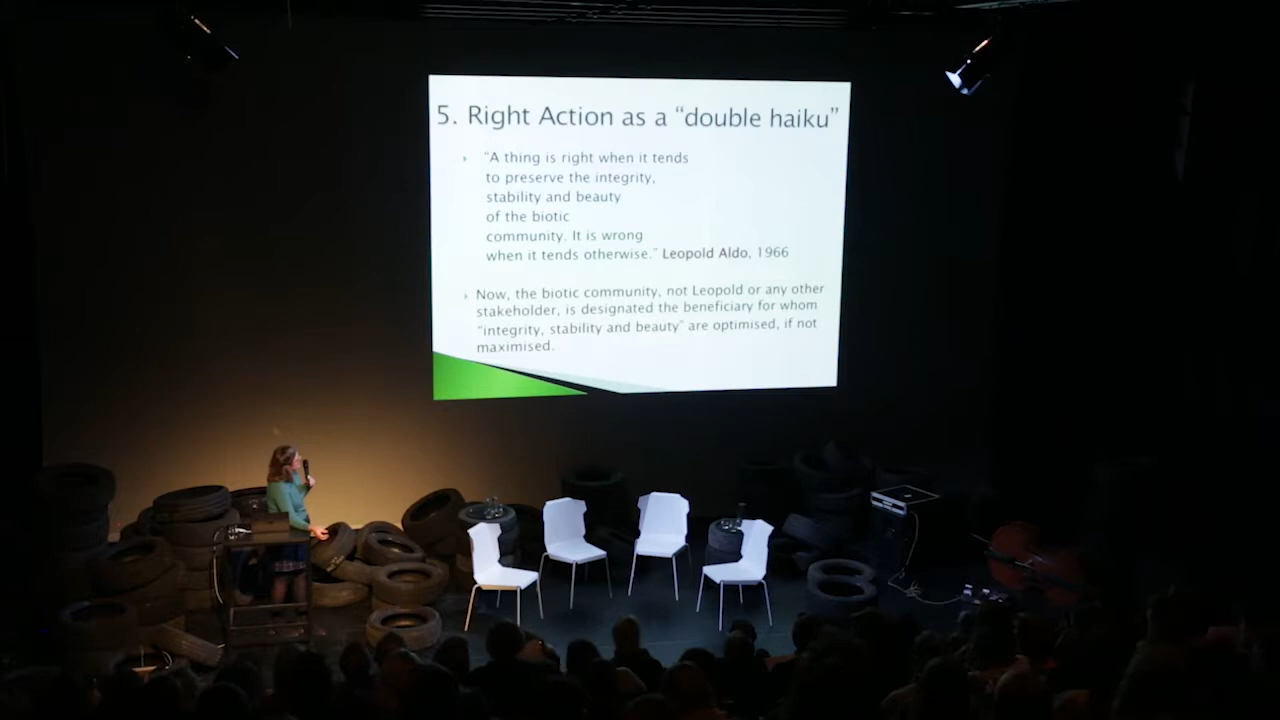 5. Right Action as a “double haiku”
“A thing is right when it tends
to preserve the integrity,
stability and beauty
of the biotic
community. It is wrong
when it tends otherwise.” Leopold Aldo, 1966
Now, the biotic community, not Leopold or any other
stakeholder, is designated the beneficiary for whom
“integrity, stability and beauty” are optimised, if not
maximised.